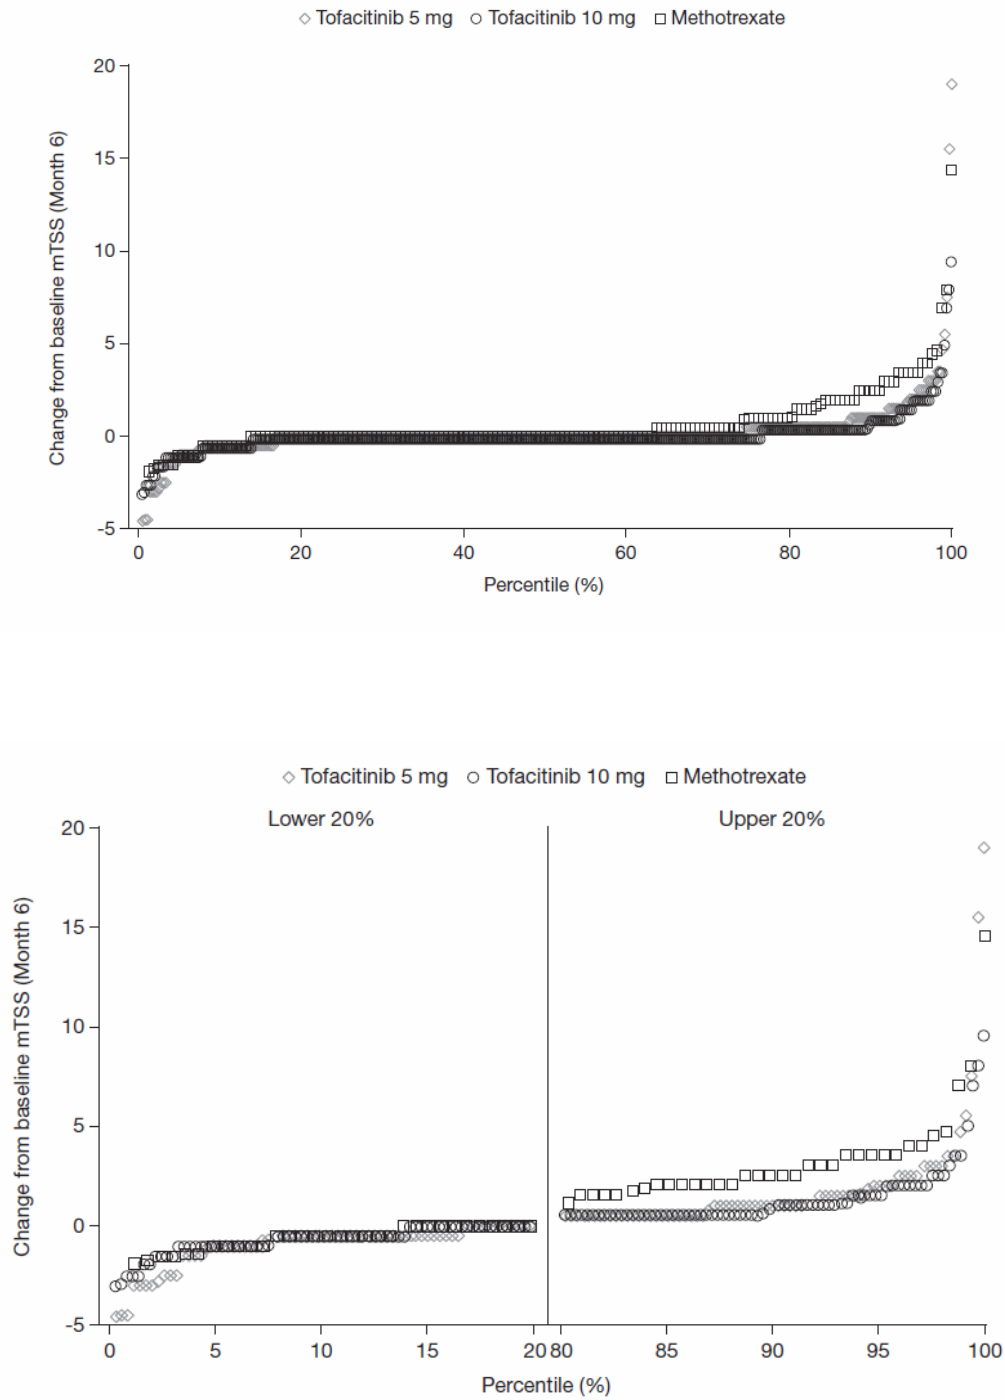 ◇ Tofacitinib 5 mg ○ Tofacitinib 10 mg □ Methotrexate
Change from baseline mTSS (Month 6)
20
15
10
5
0
-5
0 20 40 60 80 100
Percentile (%)
◇ Tofacitinib 5 mg ○ Tofacitinib 10 mg □ Methotrexate
Lower 20% Upper 20%
Change from baseline mTSS (Month 6)
20
15
10
5
0
-5
0 5 10 15 20 80 85 90 95 100
Percentile (%)